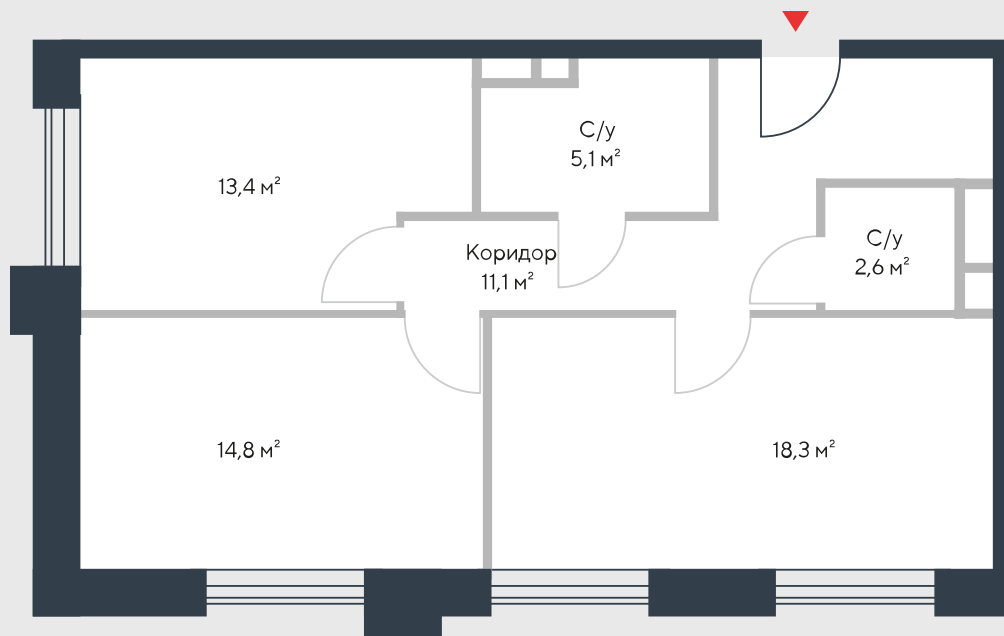 С/у
5,1 м²
13,4 м²
С/у
2,6 м²
Коридор
11,1 м²
14,8 м²
18,3 м²